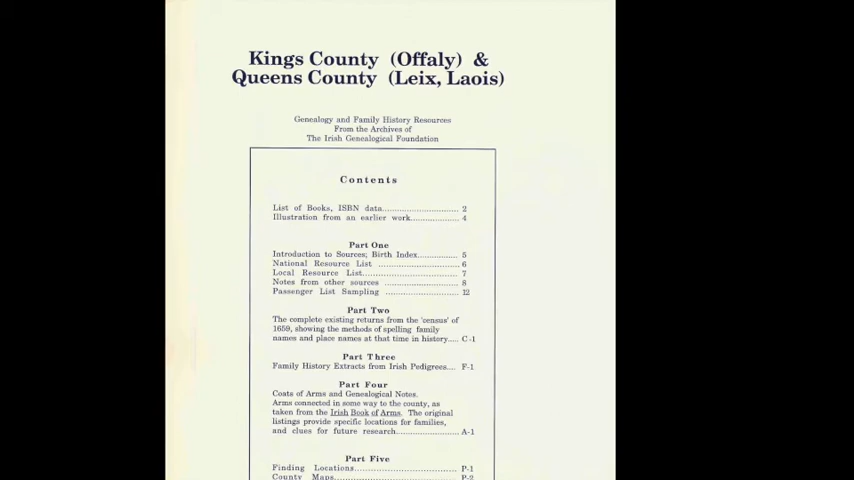 Kings County (Offaly) &
Queens County (Leix, Laois)
Genealogy and Family History Resources
From the Archives of
The Irish Genealogical Foundation
Contents
List of Books, ISBN data............................ 2
Illustration from an earlier work.................. 4
Part One
Introduction to Sources; Birth Index.............. 5
National Resource List ............................. 6
Local Resource List.................................. 7
Notes from other sources ........................... 8
Passenger List Sampling .......................... 12
Part Two
The complete existing returns from the 'census' of
1659, showing the methods of spelling family
names and place names at that time in history.... C-1
Part Three
Family History Extracts from Irish Pedigrees.... F-1
Part Four
Coats of Arms and Genealogical Notes.
Arms connected in some way to the county, as
taken from the Irish Book of Arms. The original
listings provide specific locations for families,
and clues for future research....................... A-1
Part Five
Finding Locations..................................... P-1
County Maps............................................ P-2